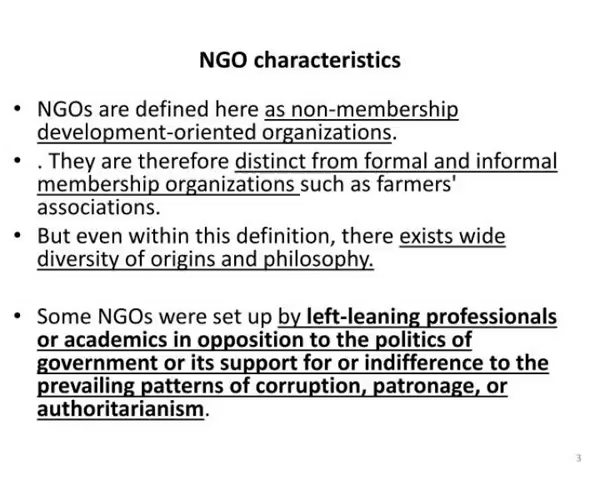 NGO characteristics
• NGOs are defined here as non-membership
development-oriented organizations.
• . They are therefore distinct from formal and informal
membership organizations such as farmers'
associations.
• But even within this definition, there exists wide
diversity of origins and philosophy.
• Some NGOs were set up by left-leaning professionals
or academics in opposition to the politics of
government or its support for or indifference to the
prevailing patterns of corruption, patronage, or
authoritarianism.
3